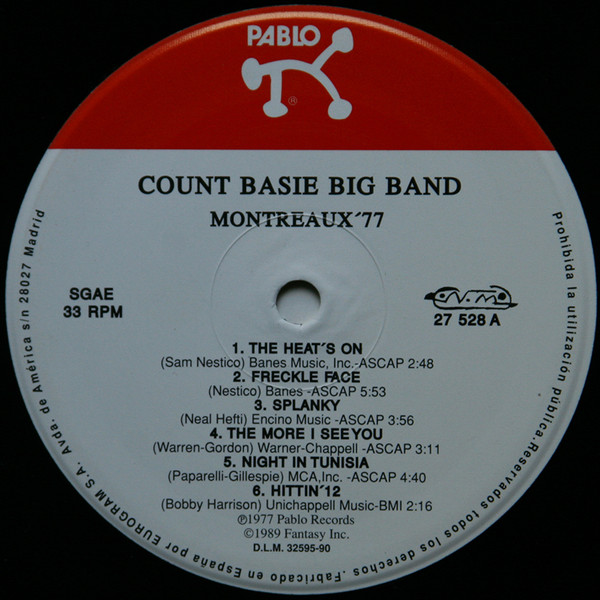 PABLO
®
COUNT BASIE BIG BAND
MONTREAUX´77
SGAE
33 RPM
27 528 A
1. THE HEAT´S ON
(Sam Nestico) Banes Music, Inc.-ASCAP 2:48
2. FRECKLE FACE
(Nestico) Banes -ASCAP 5:53
3. SPLANKY
(Neal Hefti) Encino Music -ASCAP 3:56
4. THE MORE I SEE YOU
(Warren-Gordon) Warner-Chappell -ASCAP 3:11
5. NIGHT IN TUNISIA
(Paparelli-Gillespie) MCA,Inc. -ASCAP 4:40
6. HITTIN´12
(Bobby Harrison) Unichappell Music-BMI 2:16
℗1977 Pablo Records
©1989 Fantasy Inc.
D.L.M. 32595-90
Prohibida la utilización pública.Reservados todos los derechos.Fabricado en España por EUROGRAM S.A. Avda. de América s/n 28027 Madrid